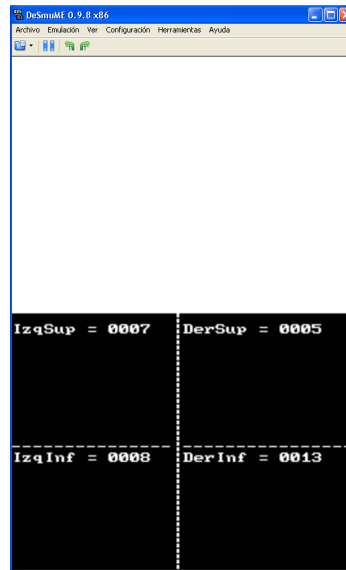 DeSmuME 0.9.8 x86
Archivo Emulación Ver Configuración Herramientas Ayuda
IzqSup = 0007 DerSup = 0005
IzqInf = 0008 DerInf = 0013